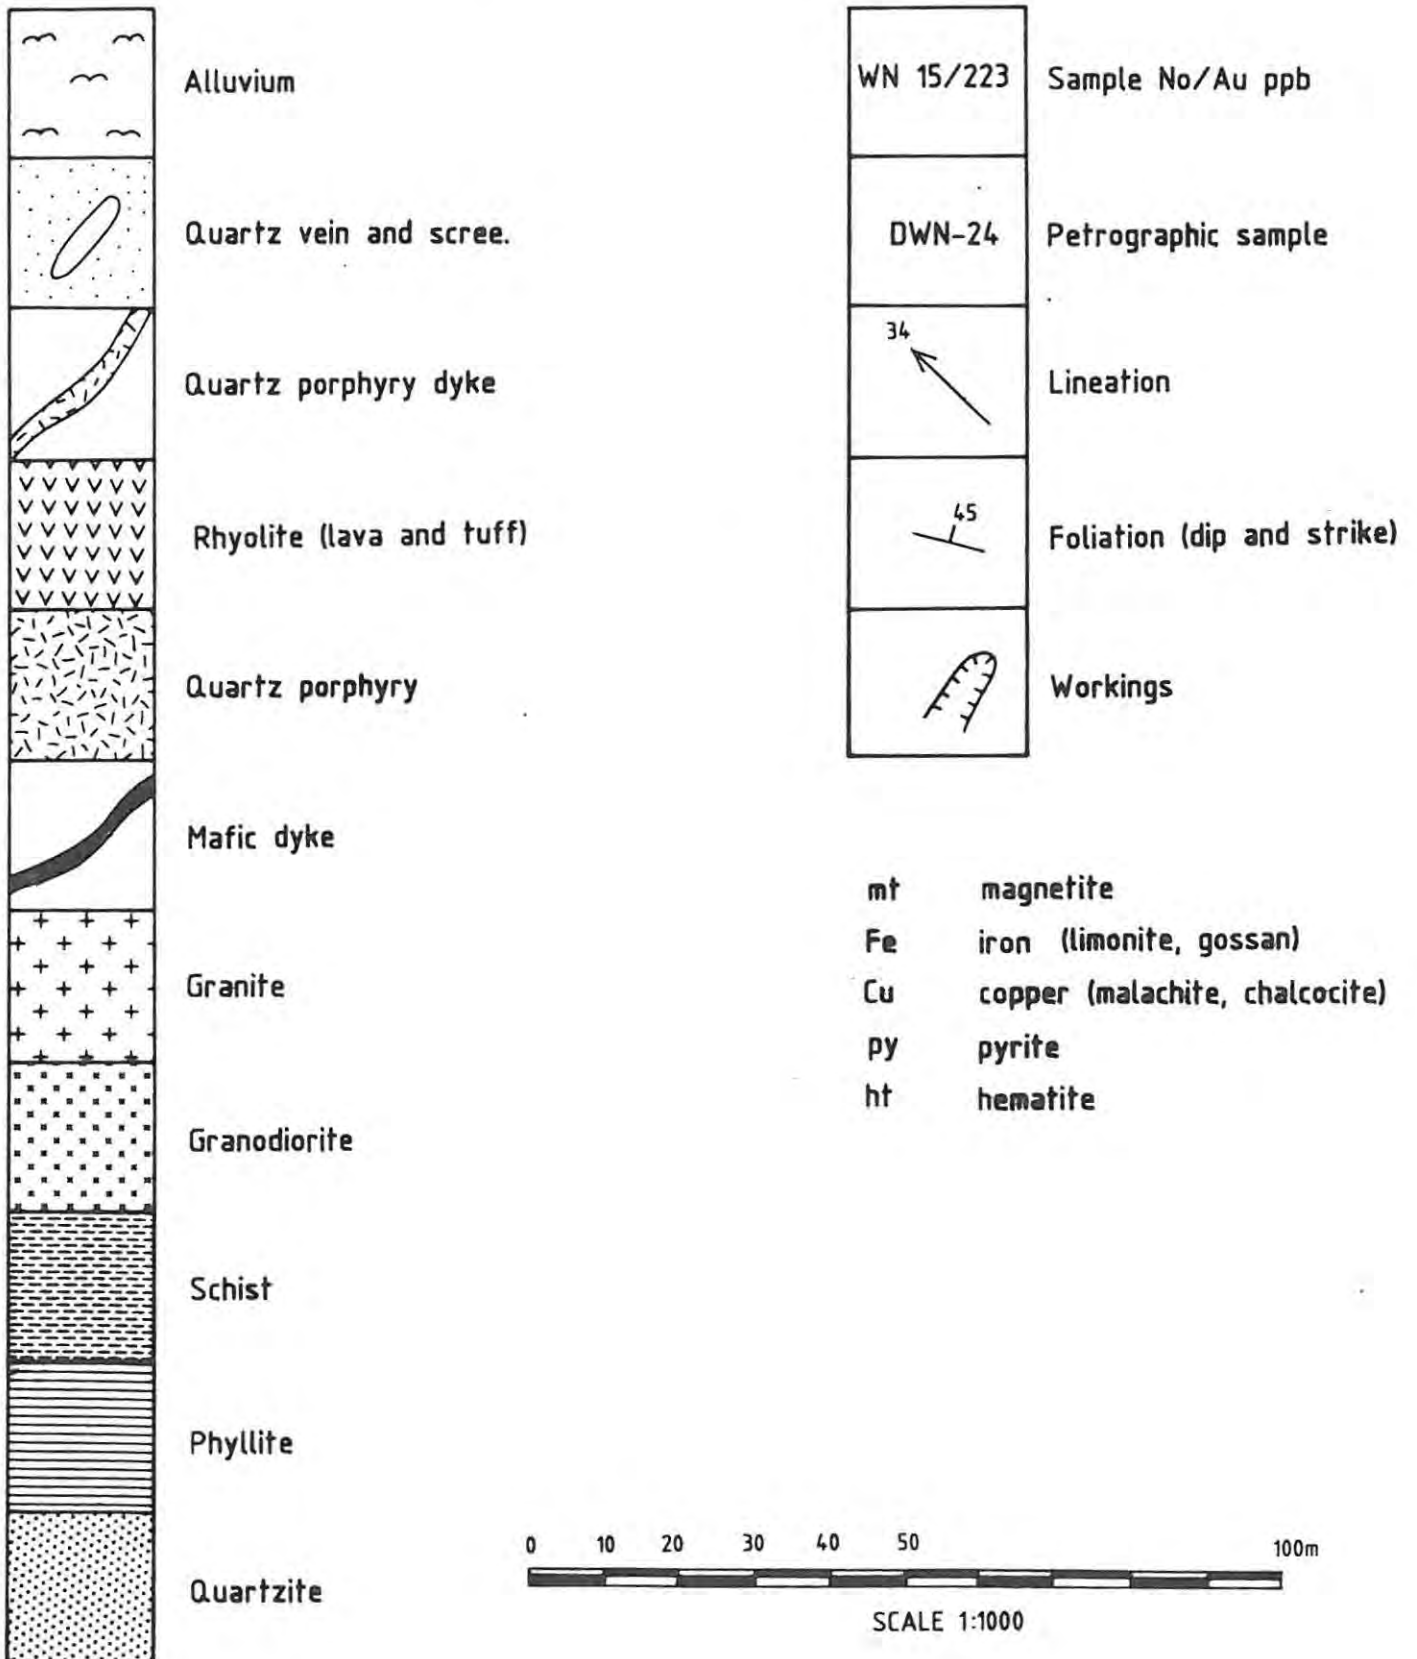 Alluvium
Quartz vein and scree.
Quartz porphyry dyke
Rhyolite (lava and tuff)
Quartz porphyry
Mafic dyke
Granite
Granodiorite
Schist
Phyllite
Quartzite
WN 15/223 Sample No/Au ppb
DWN-24 Petrographic sample
34
Lineation
45
Foliation (dip and strike)
Workings
mt magnetite
Fe iron (limonite, gossan)
Cu copper (malachite, chalcocite)
py pyrite
ht hematite
0 10 20 30 40 50 100m
SCALE 1:1000